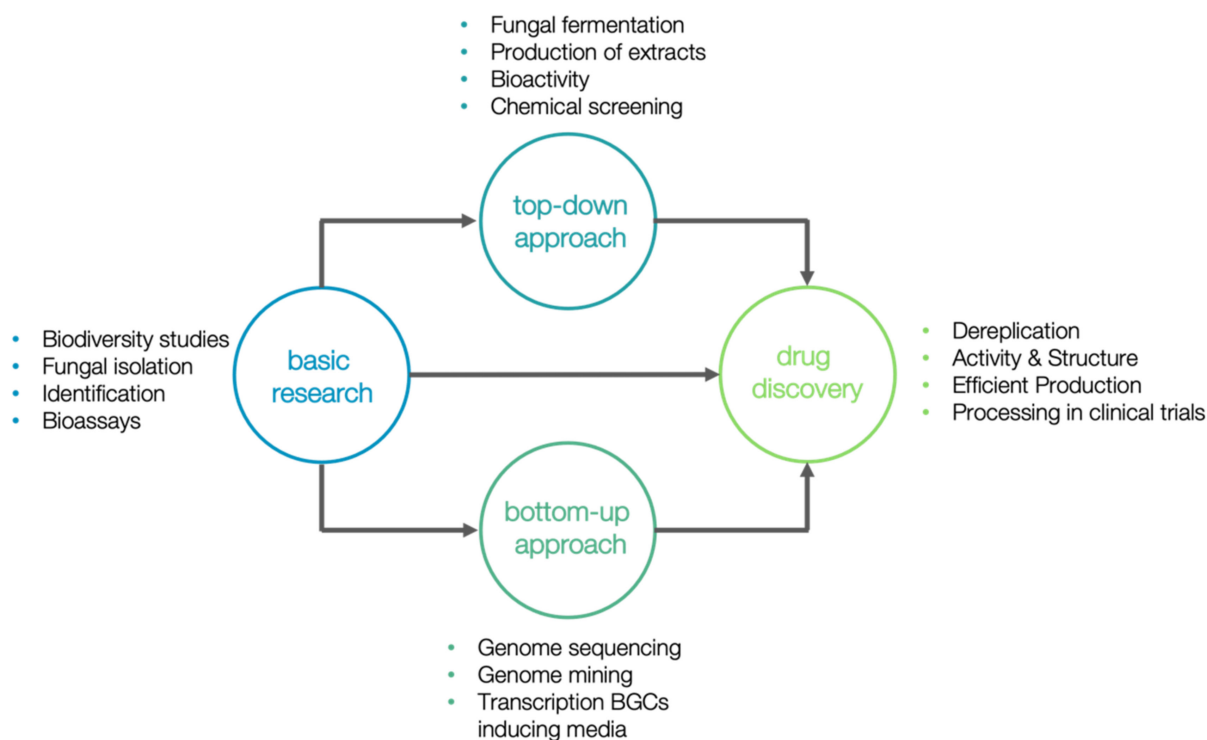 • Fungal fermentation
• Production of extracts
• Bioactivity
• Chemical screening
top-down
approach
• Biodiversity studies
• Fungal isolation
• Identification
• Bioassays
basic
research
drug
discovery
• Dereplication
• Activity & Structure
• Efficient Production
• Processing in clinical trials
bottom-up
approach
• Genome sequencing
• Genome mining
• Transcription BGCs
inducing media